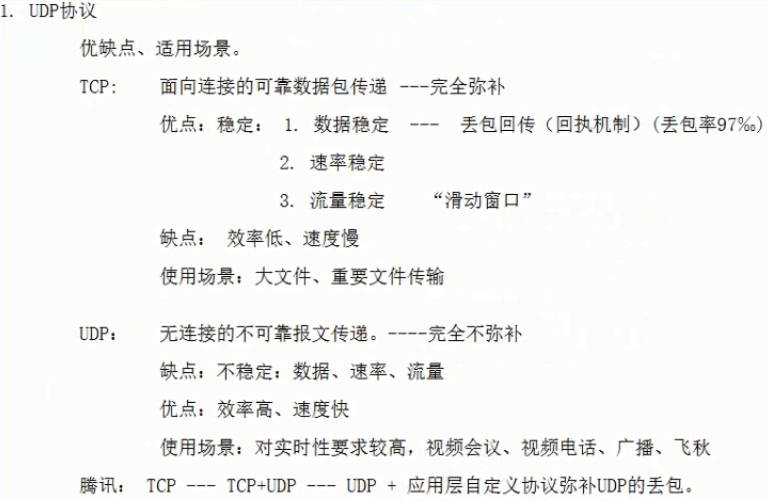 1. UDP协议
优缺点、适用场景。
TCP: 面向连接的可靠数据包传递 ---完全弥补
优点：稳定： 1. 数据稳定 --- 丢包回传（回执机制）(丢包率97‰)
2. 速率稳定
3. 流量稳定 “滑动窗口”
缺点： 效率低、速度慢
使用场景：大文件、重要文件传输
UDP： 无连接的不可靠报文传递。----完全不弥补
缺点：不稳定：数据、速率、流量
优点：效率高、速度快
使用场景：对实时性要求较高，视频会议、视频电话、广播、飞秋
腾讯： TCP --- TCP+UDP --- UDP + 应用层自定义协议弥补UDP的丢包。